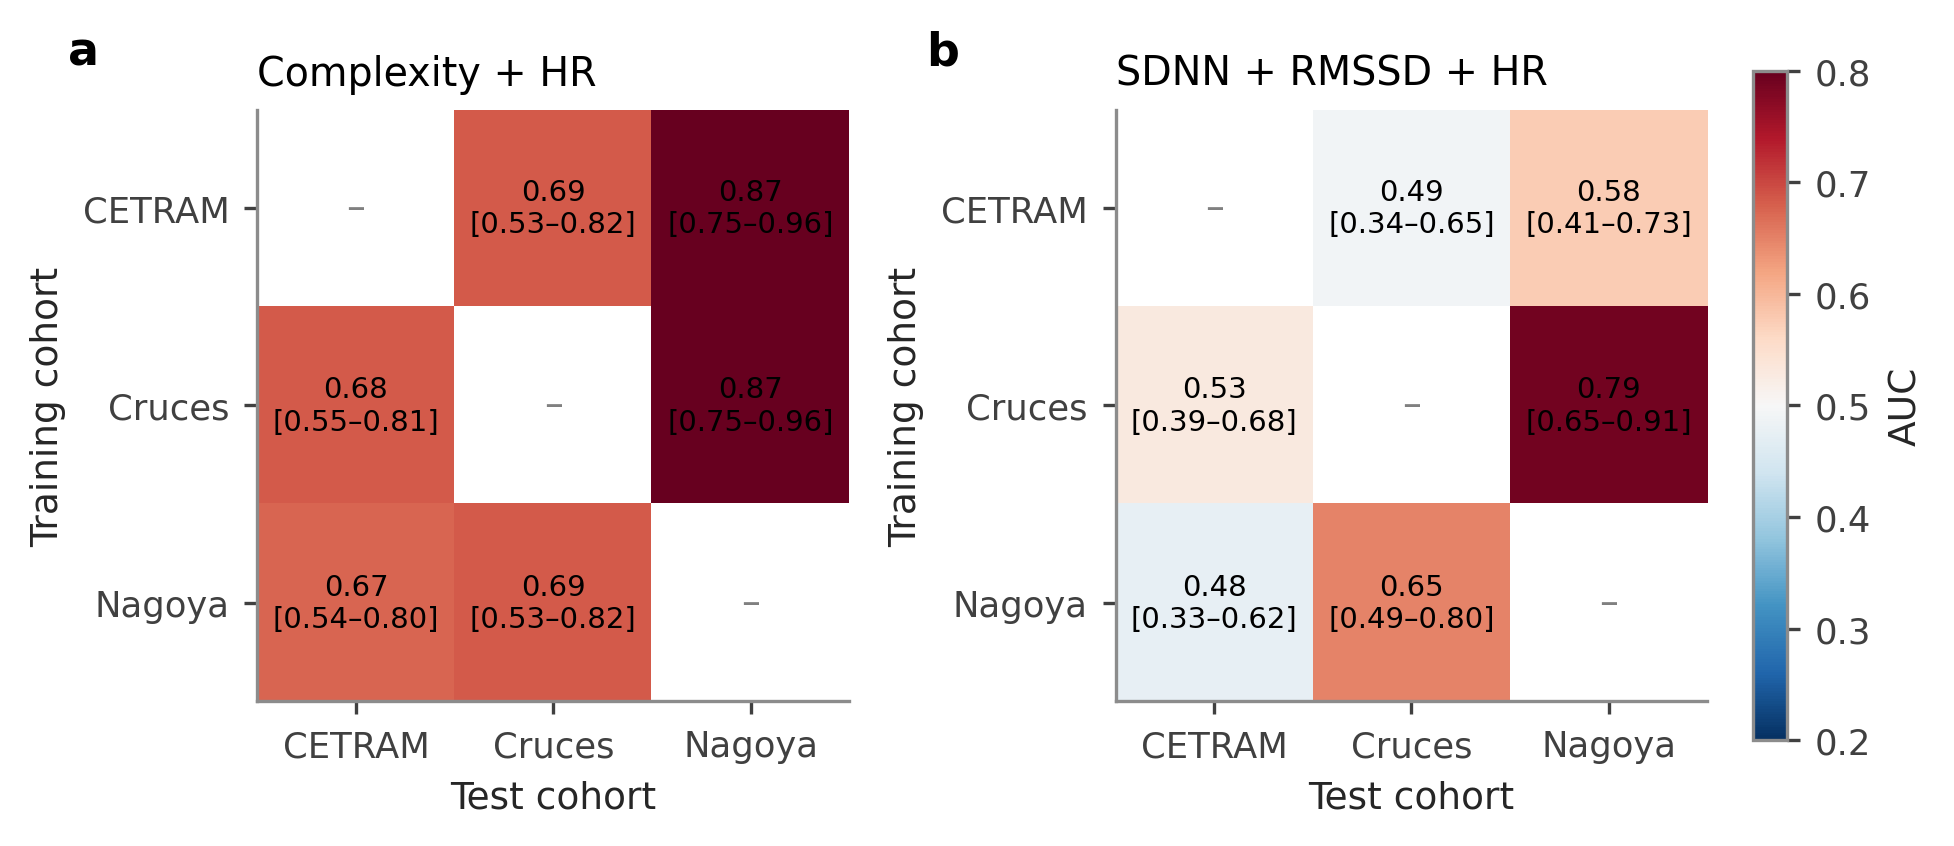 a
Complexity + HR
Training cohort
CETRAM
Cruces
Nagoya
–
0.69
[0.53–0.82]
0.87
[0.75–0.96]
0.68
[0.55–0.81]
–
0.87
[0.75–0.96]
0.67
[0.54–0.80]
0.69
[0.53–0.82]
–
CETRAM
Cruces
Nagoya
Test cohort
b
SDNN + RMSSD + HR
Training cohort
CETRAM
Cruces
Nagoya
–
0.49
[0.34–0.65]
0.58
[0.41–0.73]
0.53
[0.39–0.68]
–
0.79
[0.65–0.91]
0.48
[0.33–0.62]
0.65
[0.49–0.80]
–
CETRAM
Cruces
Nagoya
Test cohort
0.8
0.7
0.6
0.5
0.4
0.3
0.2
AUC